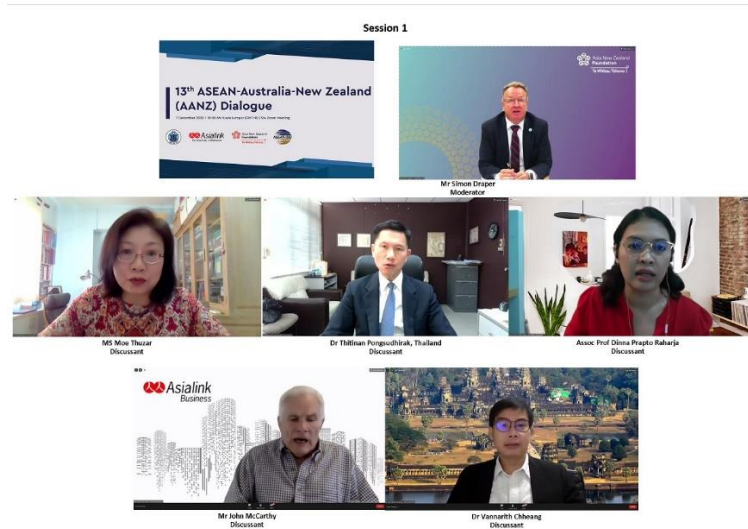 Session 1
13th ASEAN-Australia-New Zealand
(AANZ) Dialogue
Asialink
Asia New Zealand
Foundation
Mr Simon Draper
Moderator
MS Moe Thuzar
Discussant
Dr Thitinan Pongsudhirak, Thailand
Discussant
Assoc Prof Dinna Prapto Raharja
Discussant
Asialink
Business
Mr John McCarthy
Discussant
Dr Vannarith Chheang
Discussant